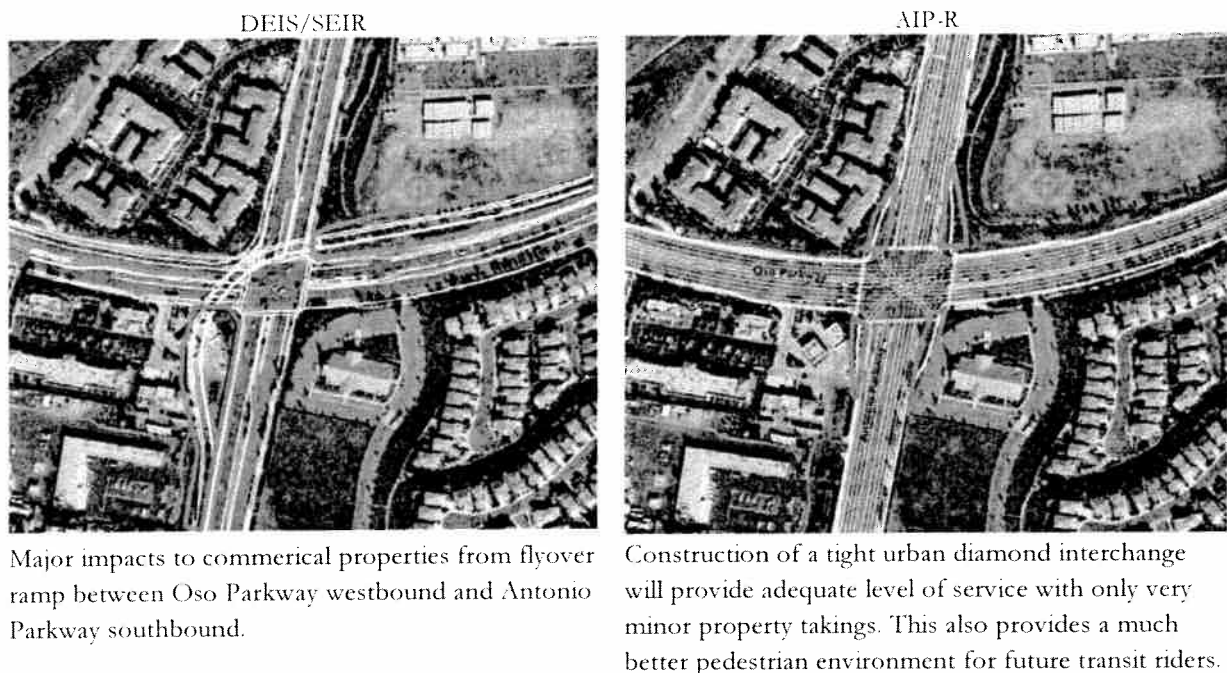 DEIS/SEIR
Major impacts to commerical properties from flyover
ramp between Oso Parkway westbound and Antonio
Parkway southbound.
AIP-R
Oso Parkway
Construction of a tight urban diamond interchange
will provide adequate level of service with only very
minor property takings. This also provides a much
better pedestrian environment for future transit riders.